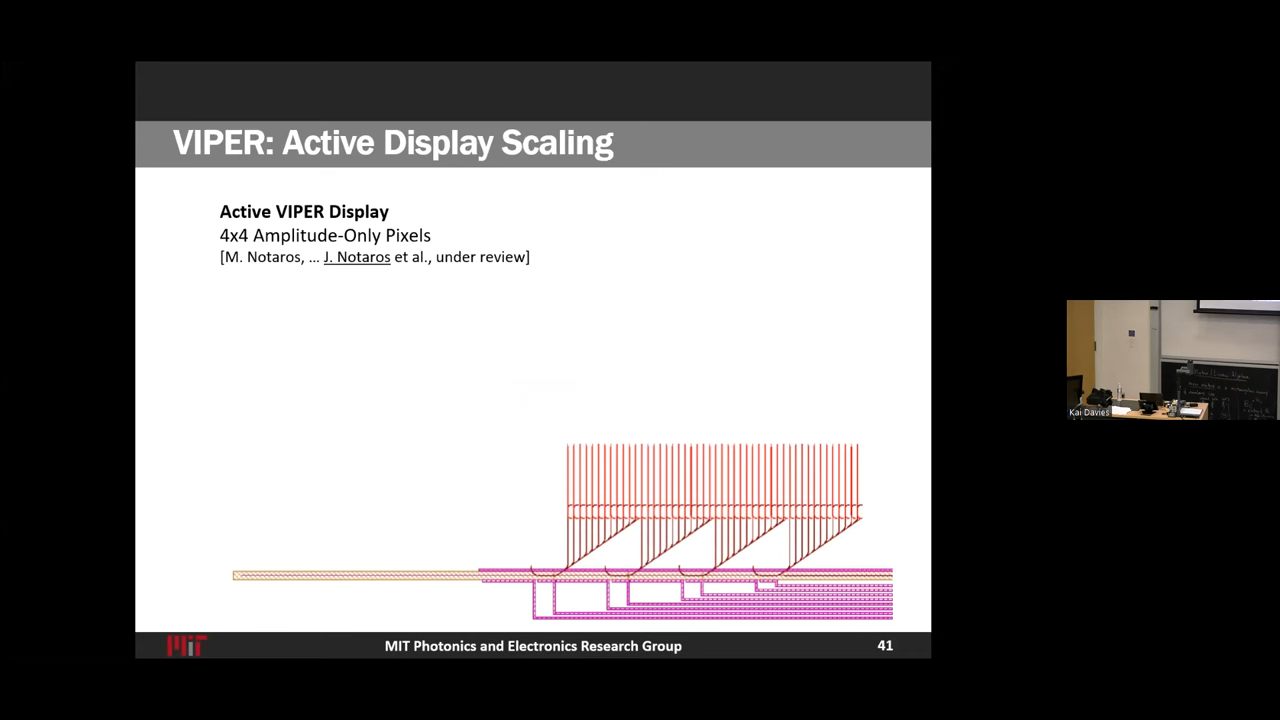 VIPER: Active Display Scaling
Active VIPER Display
4x4 Amplitude-Only Pixels
[M. Notaros, … J. Notaros et al., under review]
Kai Davies
MIT
MIT Photonics and Electronics Research Group
41